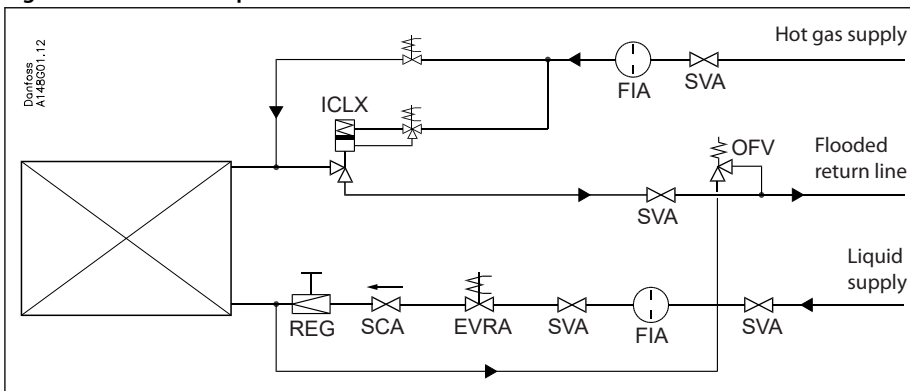 Danfoss
A148G01.12
Hot gas supply
FIA
SVA
ICLX
OFV
Flooded
return line
SVA
Liquid
supply
REG
SCA
EVRA
SVA
FIA
SVA